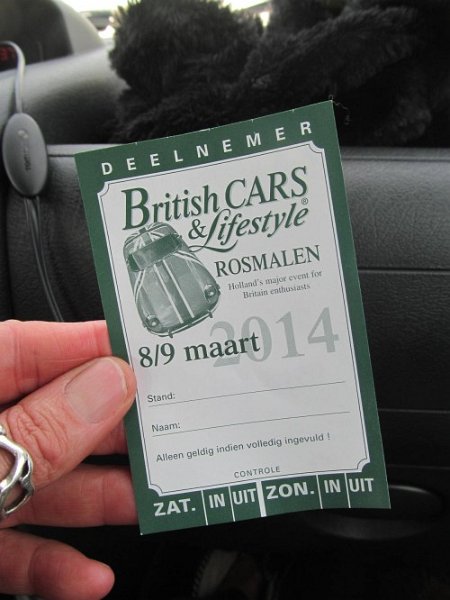 DEELNEMER
British CARS
& Lifestyle®
ROSMALEN
Holland's major event for
Britain enthusiasts
2014
8/9 maart
Stand:
Naam:
Alleen geldig indien volledig ingevuld !
CONTROLE
ZAT. IN UIT ZON. IN UIT